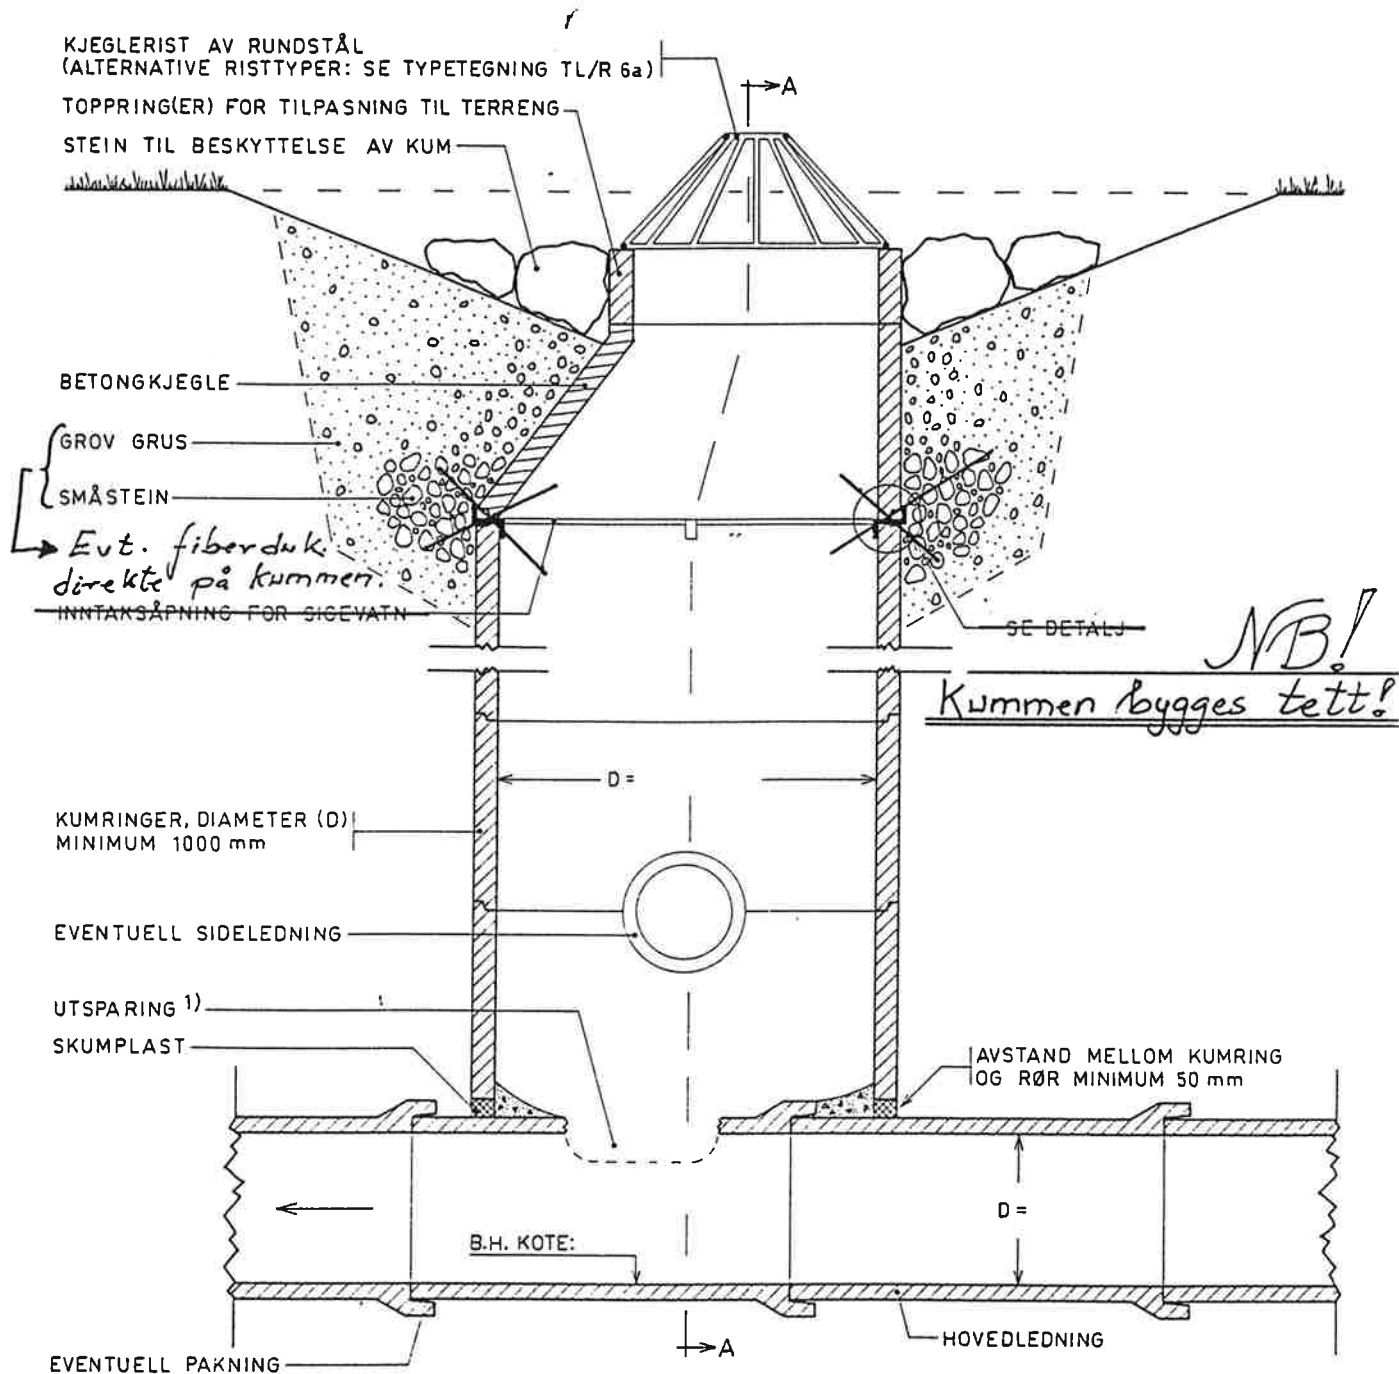 KJEGLERIST AV RUNDSTÅL
(ALTERNATIVE RISTTYPER: SE TYPETEGNING TL/R 6a)
A
TOPPRING(ER) FOR TILPASNING TIL TERRENG
STEIN TIL BESKYTTELSE AV KUM
BETONGKJEGLE
GROV GRUS
SMÅSTEIN
Evt. fiberduk
direkte på kummen.
INNTAKSÅPNING FOR SIGEVATN
SE DETALJ
NB!
Kummen bygges tett!
D =
KUMRINGER, DIAMETER (D)
MINIMUM 1000 mm
EVENTUELL SIDELEDNING
UTSPARING 1)
SKUMPLAST
AVSTAND MELLOM KUMRING
OG RØR MINIMUM 50 mm
D =
B.H. KOTE:
HOVEDLEDNING
A
EVENTUELL PAKNING